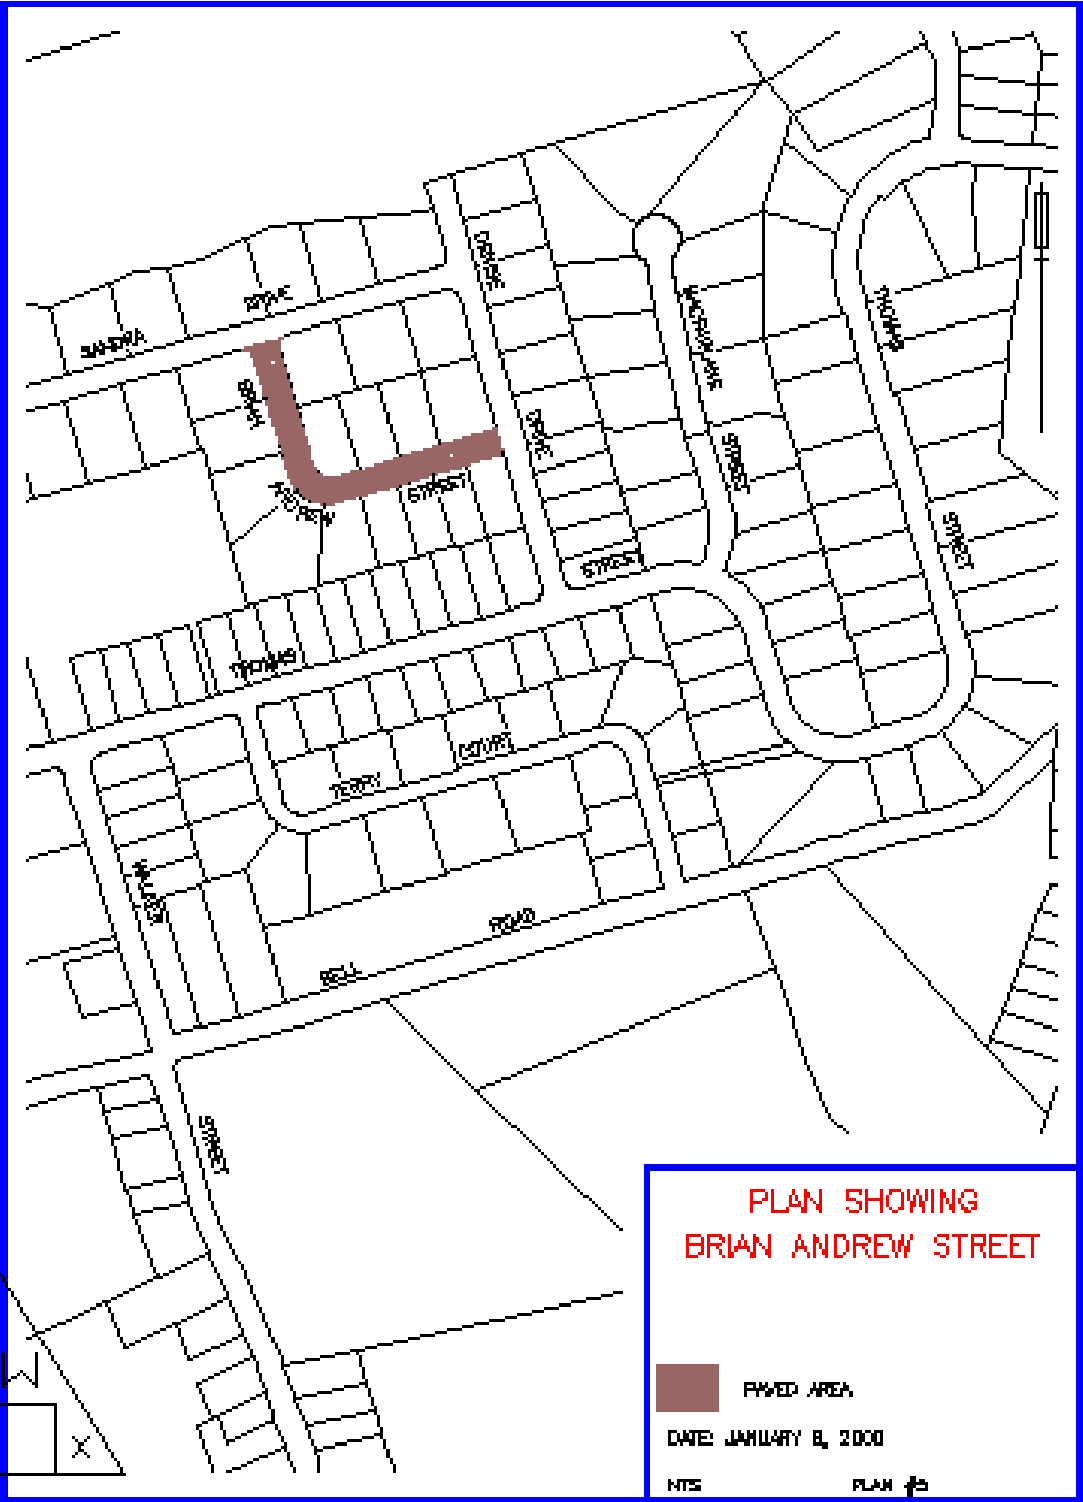 SANDRA
DRIVE
DRIVE
DRIVE
BRIAN
ANDREW
STREET
STREET
STREET
THOMAS
STREET
THOMAS
TERRY
COURT
STREET
BELL
ROAD
PLAN SHOWING
BRIAN ANDREW STREET
PAVED AREA
DATE: JANUARY 6, 2000
NTS
PLAN #5
W
X